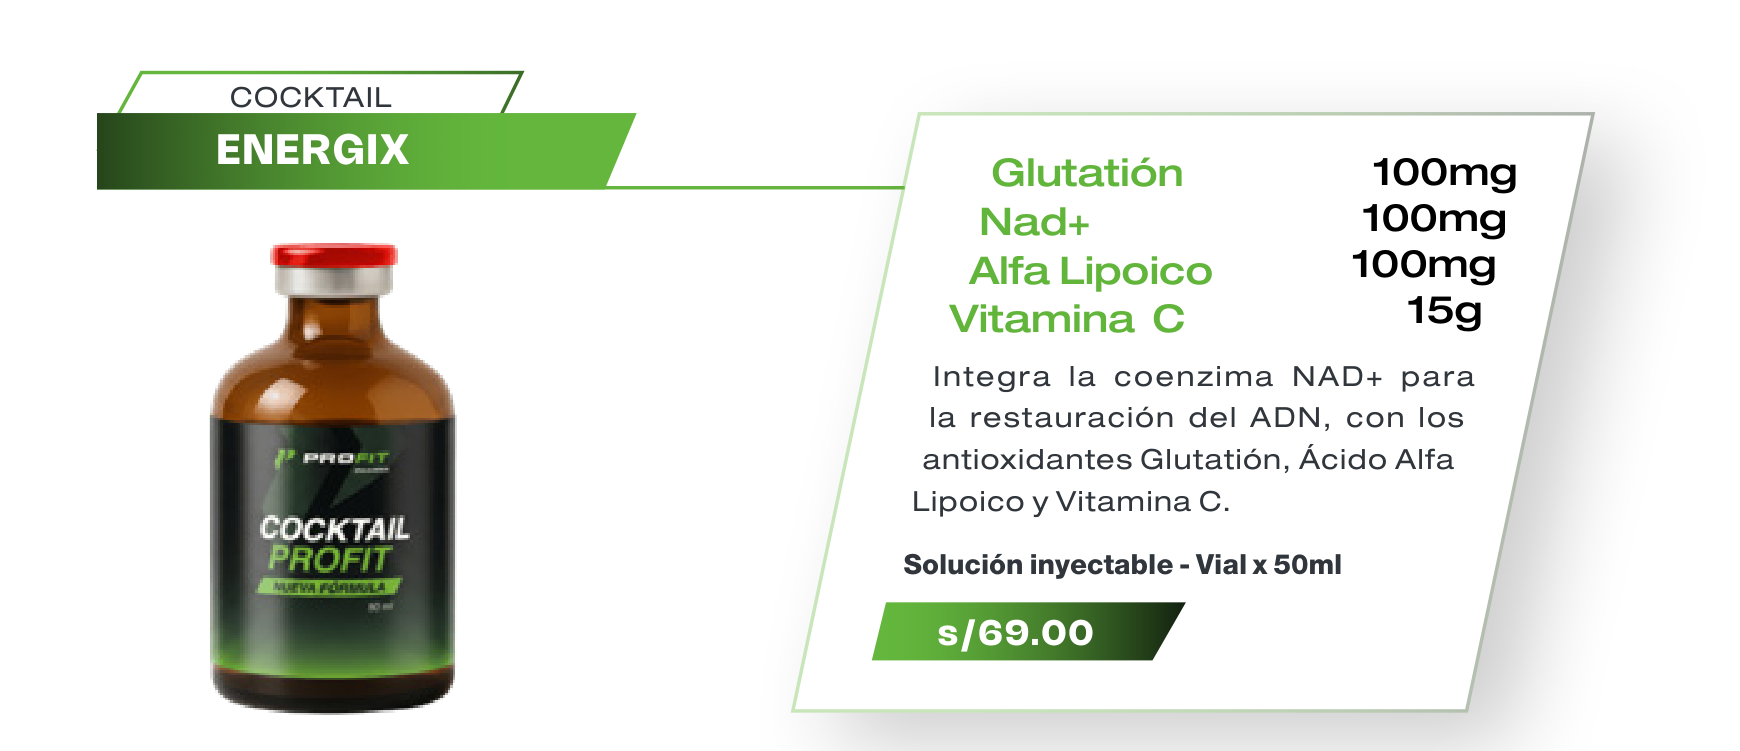 COCKTAIL
ENERGIX
Glutatión 100mg
Nad+ 100mg
Alfa Lipoico 100mg
Vitamina C 15g
Integra la coenzima NAD+ para
la restauración del ADN, con los
antioxidantes Glutatión, Ácido Alfa
Lipoico y Vitamina C.
Solución inyectable - Vial x 50ml
s/69.00
PROFIT
COCKTAIL
PROFIT
NUEVA FÓRMULA
50 ml